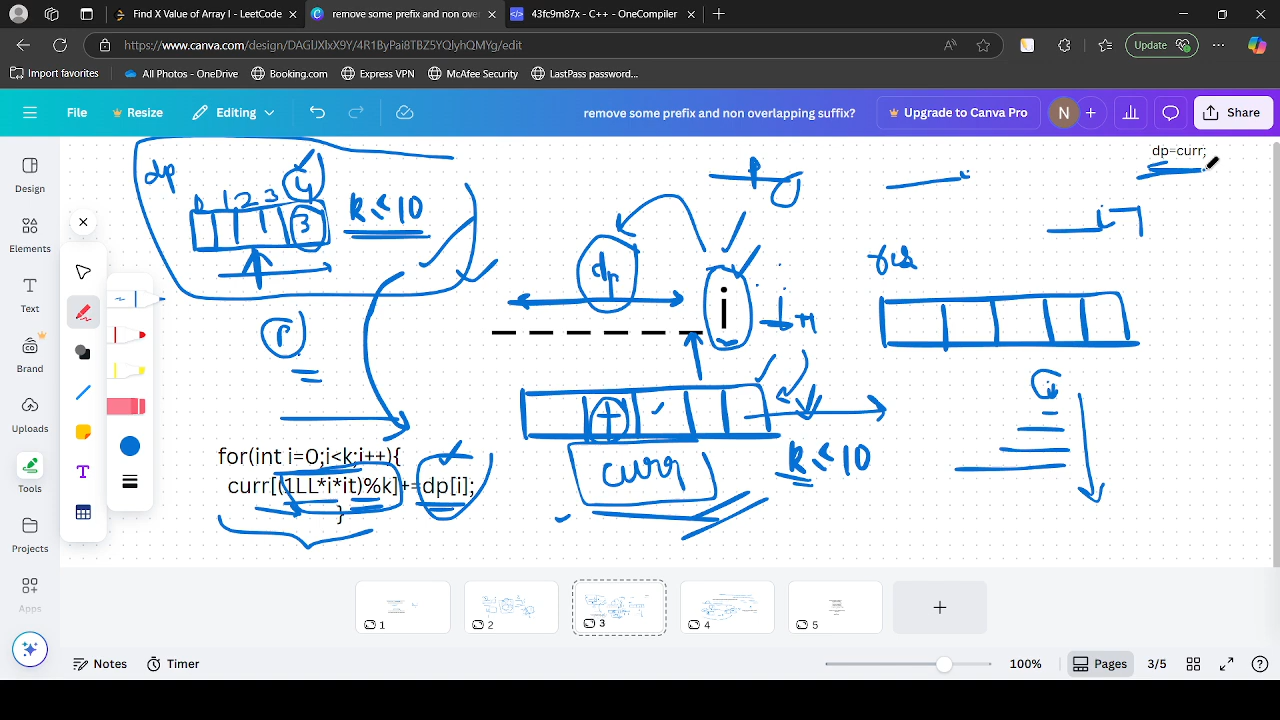 Find X Value of Array I - LeetCode
remove some prefix and non over
43fc9m87x - C++ - OneCompiler
https://www.canva.com/design/DAGlJXlxX9Y/4R1ByPai8TBZ5YQlyhQMYg/edit
Update
Import favorites
All Photos - OneDrive
Booking.com
Express VPN
McAfee Security
LastPass password...
File
Resize
Editing
remove some prefix and non overlapping suffix?
N
Upgrade to Canva Pro
Share
Design
Elements
Text
Brand
Uploads
Tools
Projects
Apps
dp=curr;
dp
0 1 2 3 4
1 3
k ≤ 10
r
dp
i
res
+
curr
k ≤ 10
for(int i=0;i<k;i++){
curr[(1LL*i*it)%k]+=dp[i];
}
1
2
3
4
5
Notes
Timer
100%
Pages
3/5